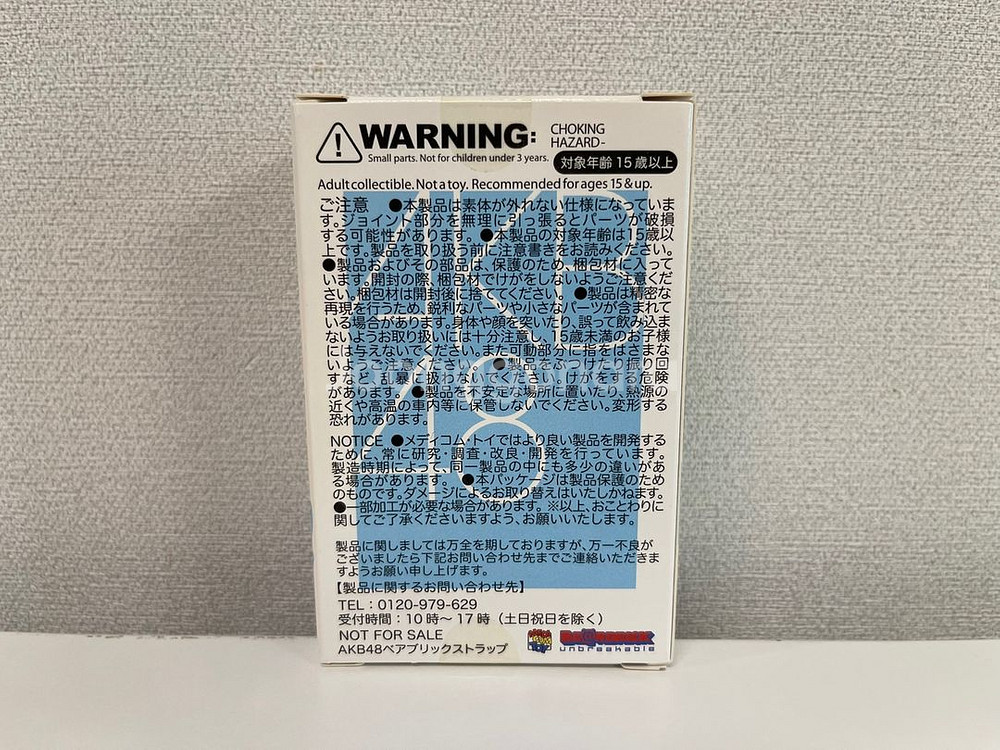 WARNING:
CHOKING
HAZARD-
Small parts. Not for children under 3 years.
対象年齢15歳以上
Adult collectible. Not a toy. Recommended for ages 15 & up.
ご注意 ●本製品は素体が外れない仕様になっていま
す。ジョイント部分を無理に引っ張るとパーツが破損
する可能性があります。●本製品の対象年齢は15歳以
上です。製品を取り扱う前に注意書きをお読みください。
●製品およびその部品は、保護のため、梱包材に入って
います。開封の際、梱包材でけがをしないようご注意くだ
さい。梱包材は開封後に捨ててください。●製品は精密な
再現を行うため、鋭利なパーツや小さなパーツが含まれて
いる場合があります。身体や顔を突いたり、誤って飲み込ま
ないようお取り扱いには十分注意し、15歳未満のお子様
には与えないでください。また可動部分に指をはさまな
いようご注意ください。●製品をぶつけたり振り回
すなど、乱暴に扱わないでください。けがをする危険
があります。●製品を不安定な場所に置いたり、熱源の
近くや高温の車内等に保管しないでください。変形する
恐れがあります。
AKB
48
NOTICE ●メディコム・トイではより良い製品を開発する
ために、常に研究・調査・改良・開発を行っています。
製造時期によって、同一製品の中にも多少の違いがあ
る場合があります。●本パッケージは製品保護のため
のものです。ダメージによるお取り替えはいたしかねます。
●一部加工が必要な場合があります。※以上、おことわりに
関してご了承くださいますよう、お願いいたします。
製品に関しましては万全を期しておりますが、万一不良が
ございましたら下記お問い合わせ先までご連絡いただきま
すようお願い申し上げます。
【製品に関するお問い合わせ先】
TEL：0120-979-629
受付時間：10時〜17時（土日祝日を除く）
NOT FOR SALE
AKB48ベアブリックストラップ
MEDICOM TOY
BE@RBRICK
unbreakable